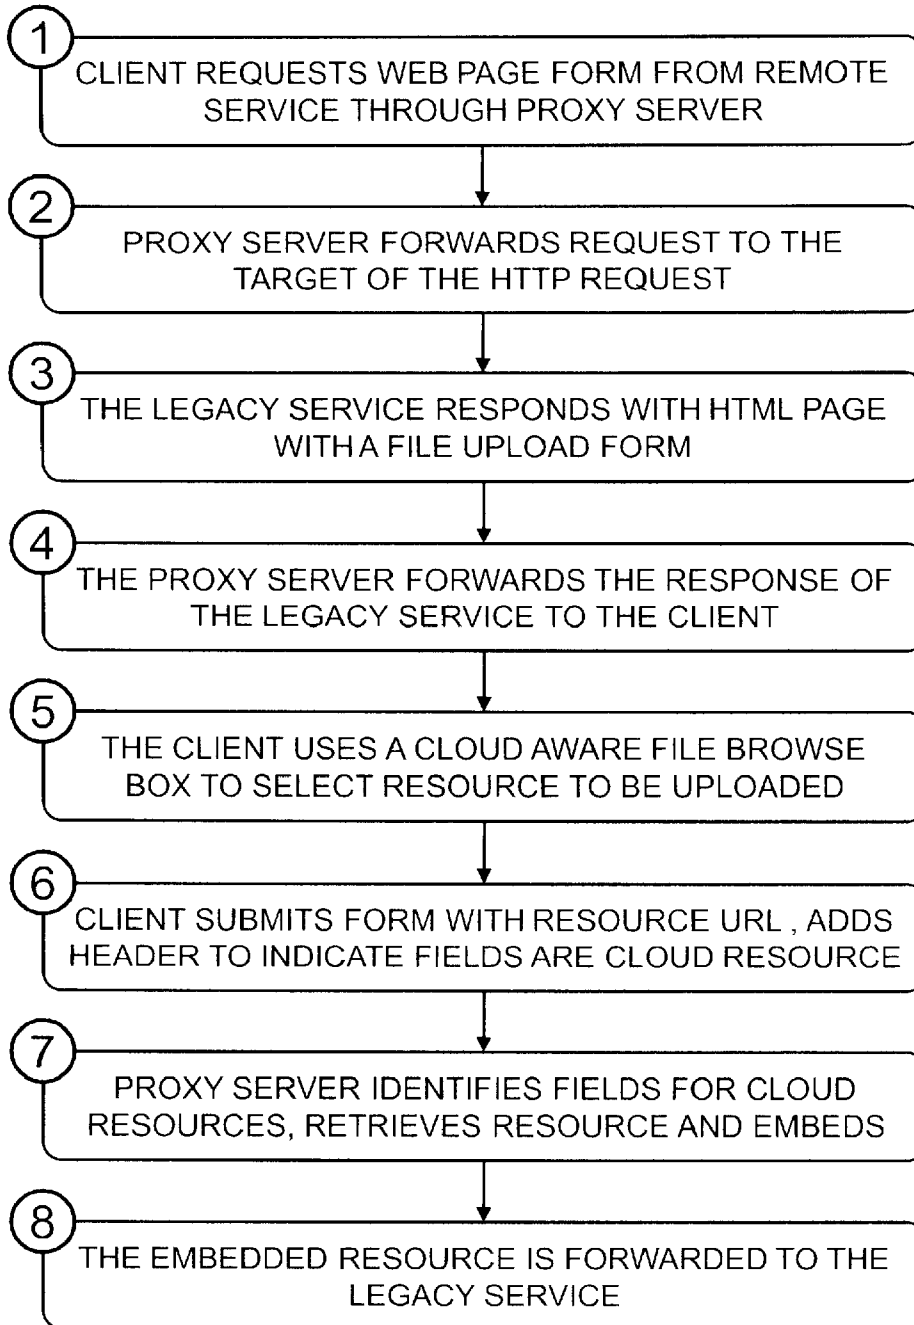 1
CLIENT REQUESTS WEB PAGE FORM FROM REMOTE
SERVICE THROUGH PROXY SERVER
2
PROXY SERVER FORWARDS REQUEST TO THE
TARGET OF THE HTTP REQUEST
3
THE LEGACY SERVICE RESPONDS WITH HTML PAGE
WITH A FILE UPLOAD FORM
4
THE PROXY SERVER FORWARDS THE RESPONSE OF
THE LEGACY SERVICE TO THE CLIENT
5
THE CLIENT USES A CLOUD AWARE FILE BROWSE
BOX TO SELECT RESOURCE TO BE UPLOADED
6
CLIENT SUBMITS FORM WITH RESOURCE URL , ADDS
HEADER TO INDICATE FIELDS ARE CLOUD RESOURCE
7
PROXY SERVER IDENTIFIES FIELDS FOR CLOUD
RESOURCES, RETRIEVES RESOURCE AND EMBEDS
8
THE EMBEDDED RESOURCE IS FORWARDED TO THE
LEGACY SERVICE